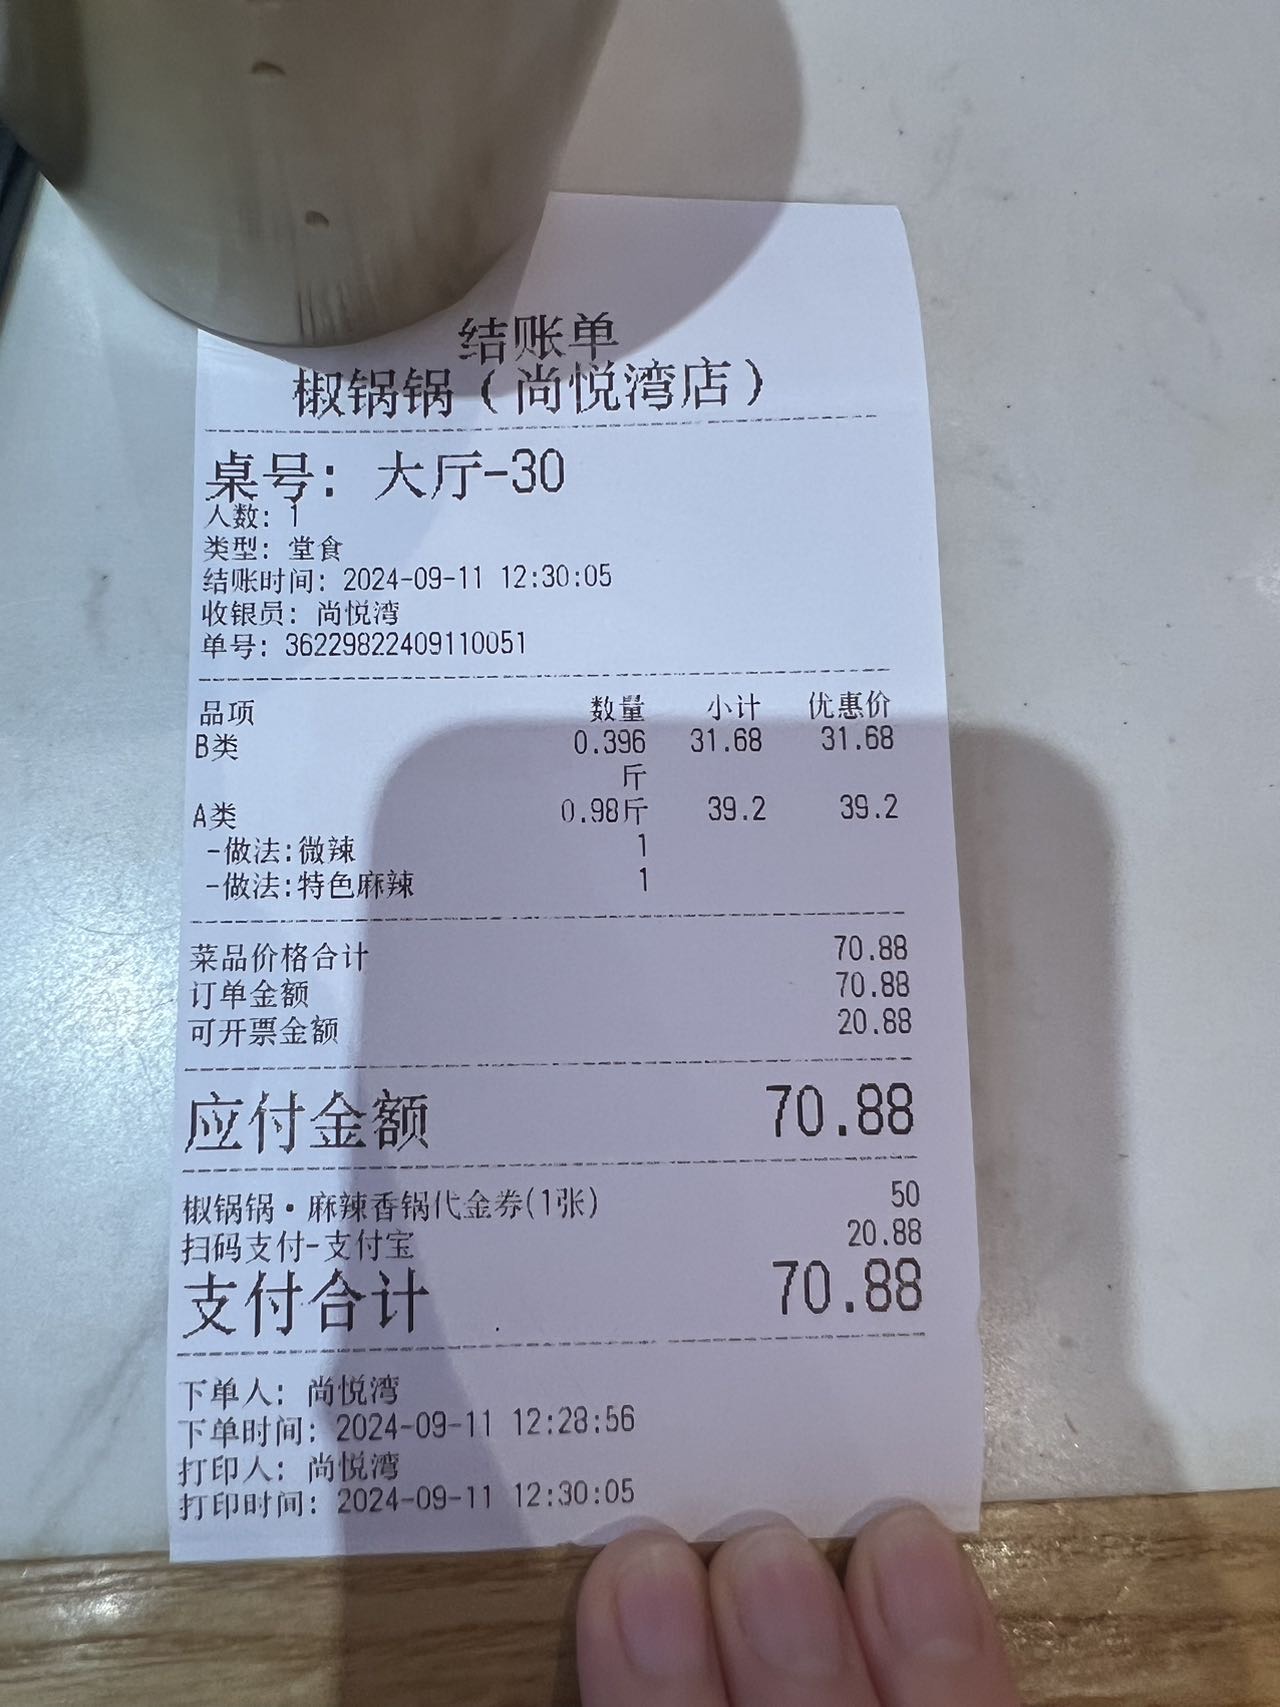 结账单
椒锅锅（尚悦湾店）
桌号: 大厅-30
人数: 1
类型: 堂食
结账时间: 2024-09-11 12:30:05
收银员: 尚悦湾
单号: 36229822409110051
品项 数量 小计 优惠价
B类 0.396 31.68 31.68
斤
A类 0.98斤 39.2 39.2
-做法:微辣 1
-做法:特色麻辣 1
菜品价格合计 70.88
订单金额 70.88
可开票金额 20.88
应付金额 70.88
椒锅锅·麻辣香锅代金券(1张) 50
扫码支付-支付宝 20.88
支付合计 70.88
下单人: 尚悦湾
下单时间: 2024-09-11 12:28:56
打印人: 尚悦湾
打印时间: 2024-09-11 12:30:05